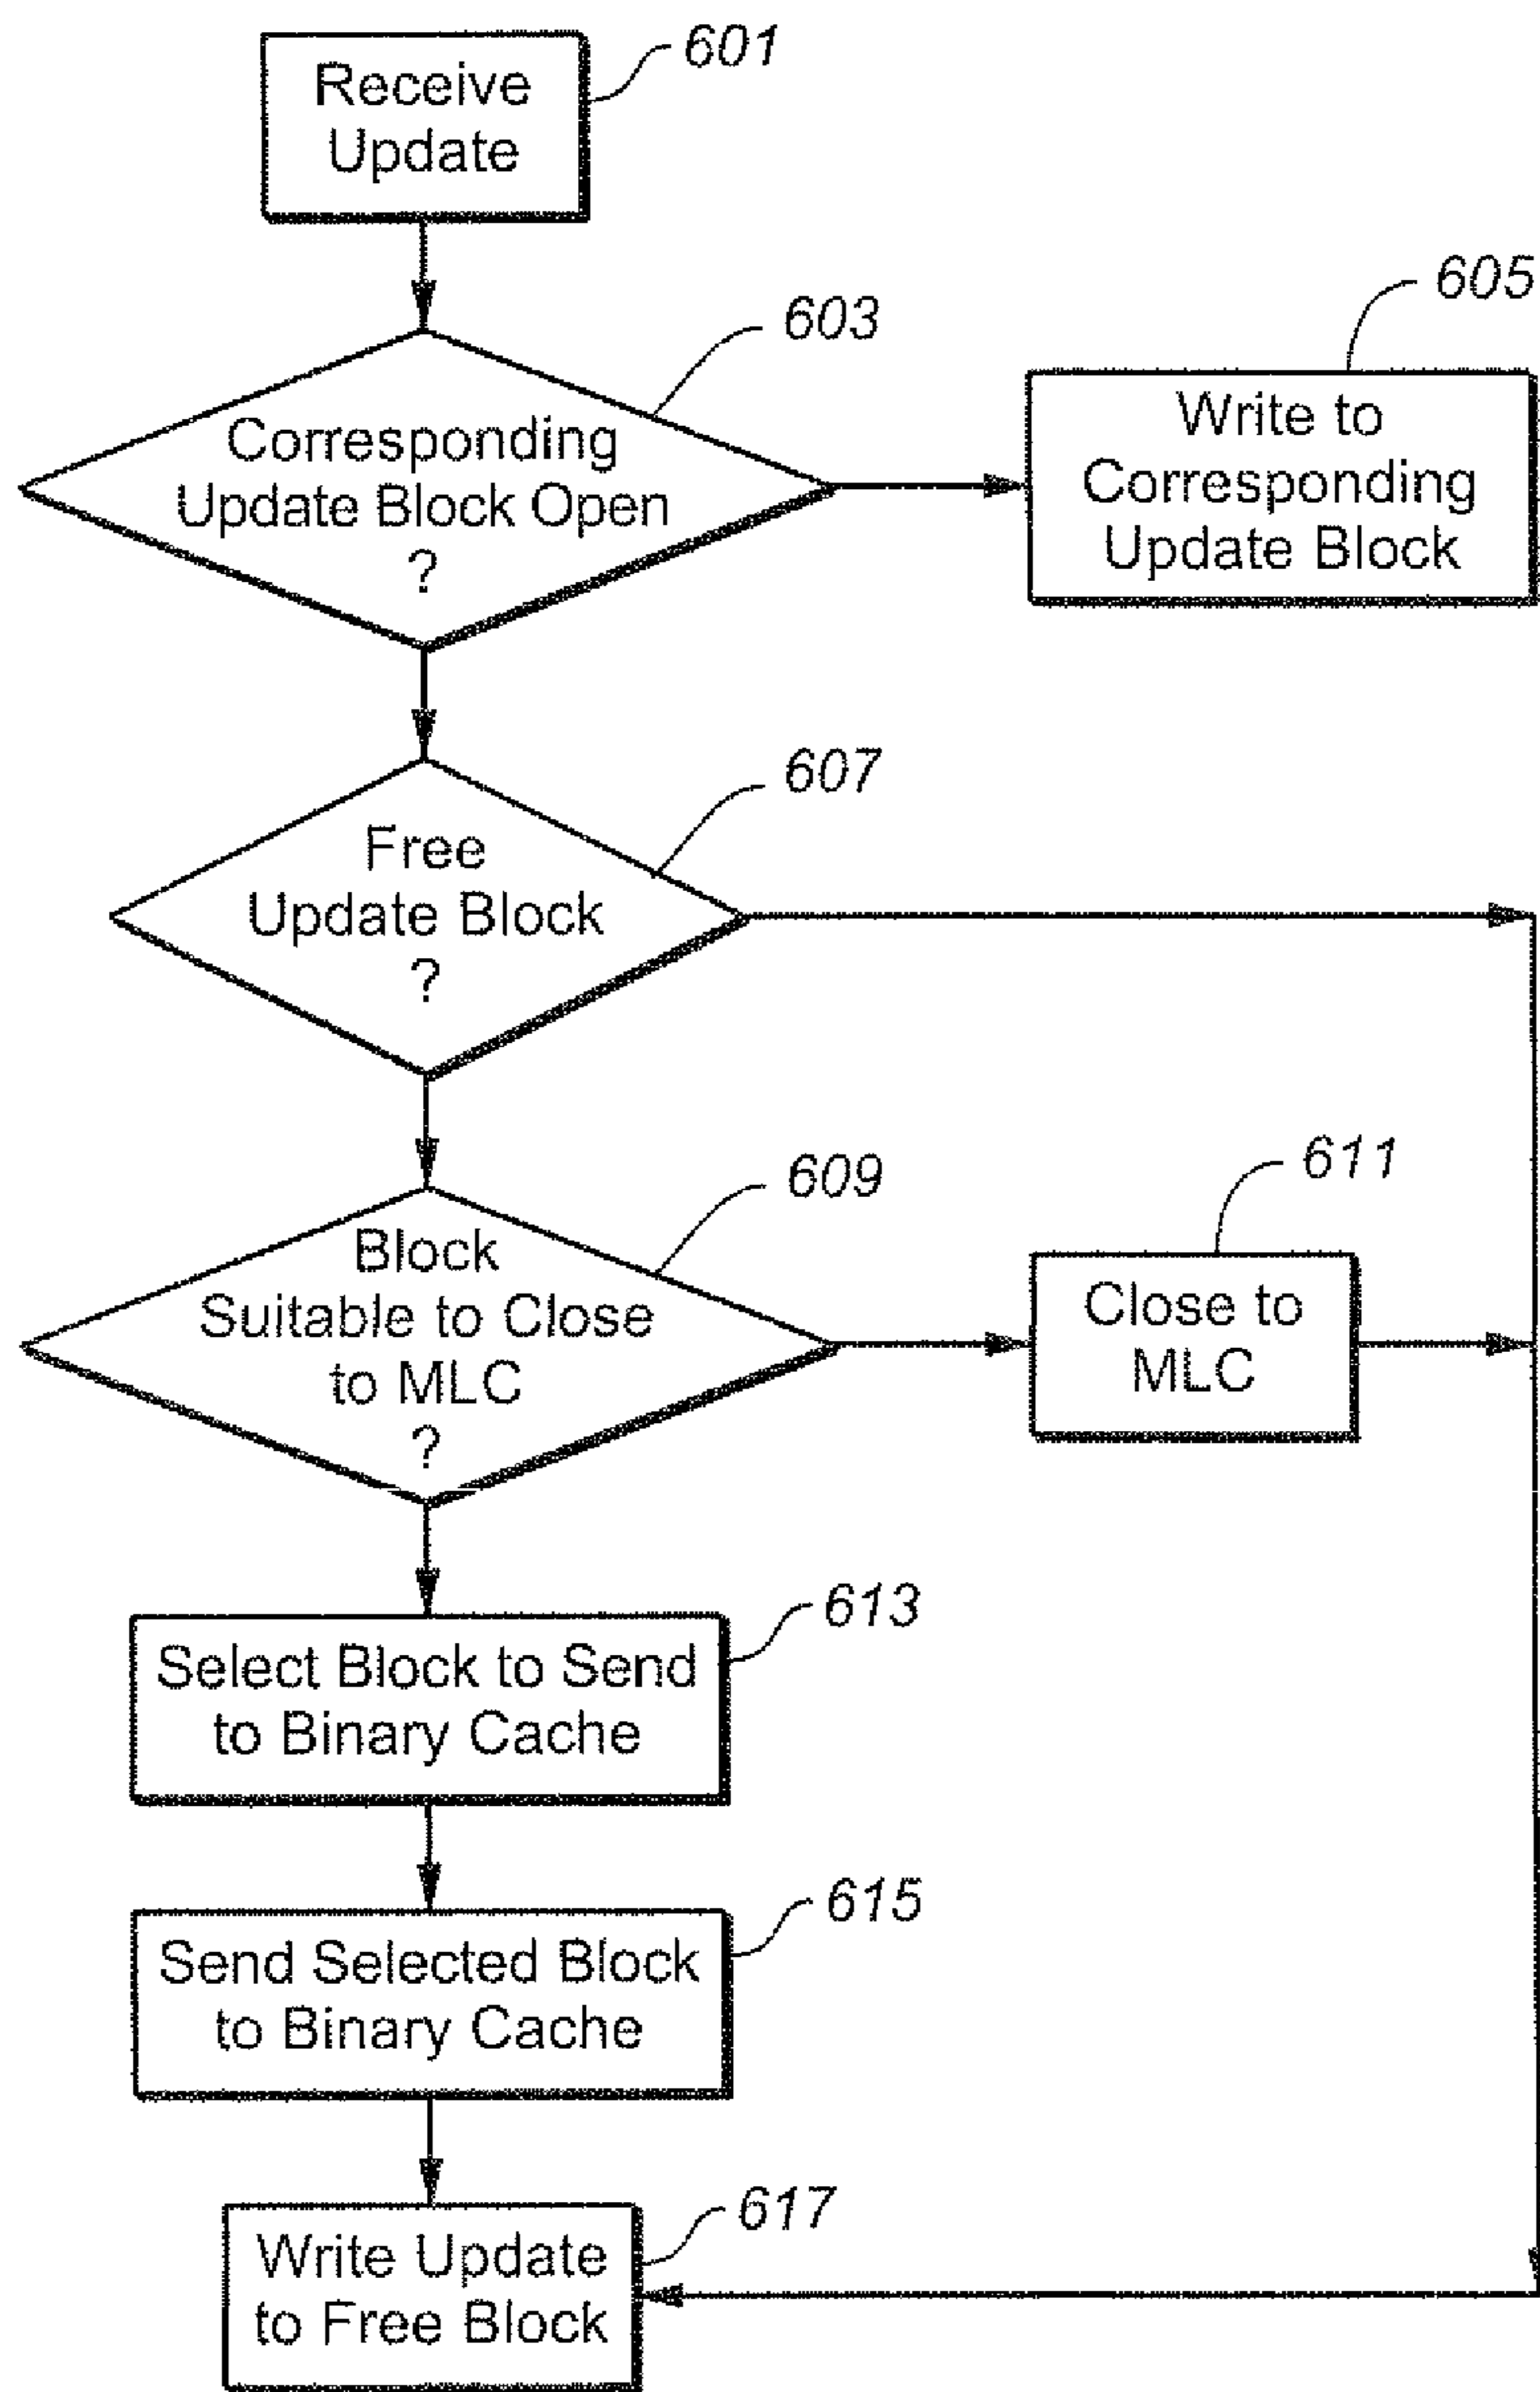 601
Receive
Update
603
Corresponding
Update Block Open
?
605
Write to
Corresponding
Update Block
607
Free
Update Block
?
609
Block
Suitable to Close
to MLC
?
611
Close to
MLC
613
Select Block to Send
to Binary Cache
615
Send Selected Block
to Binary Cache
617
Write Update
to Free Block